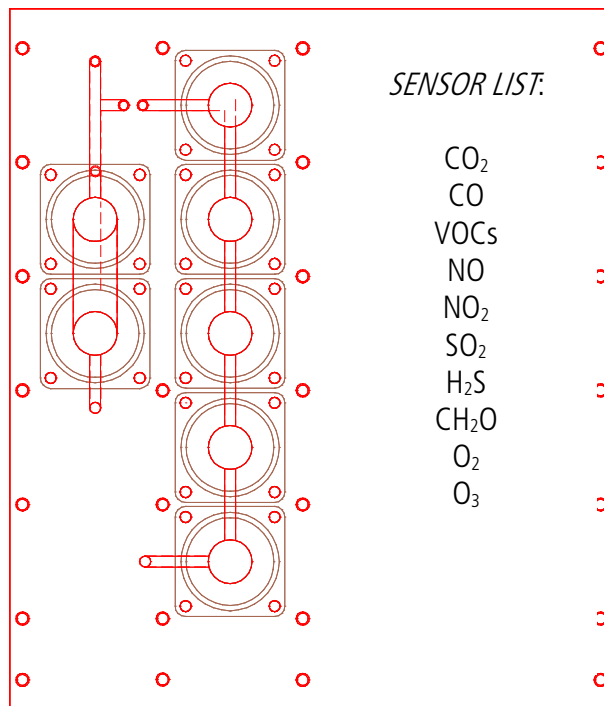 SENSOR LIST:
CO₂
CO
VOCs
NO
NO₂
SO₂
H₂S
CH₂O
O₂
O₃